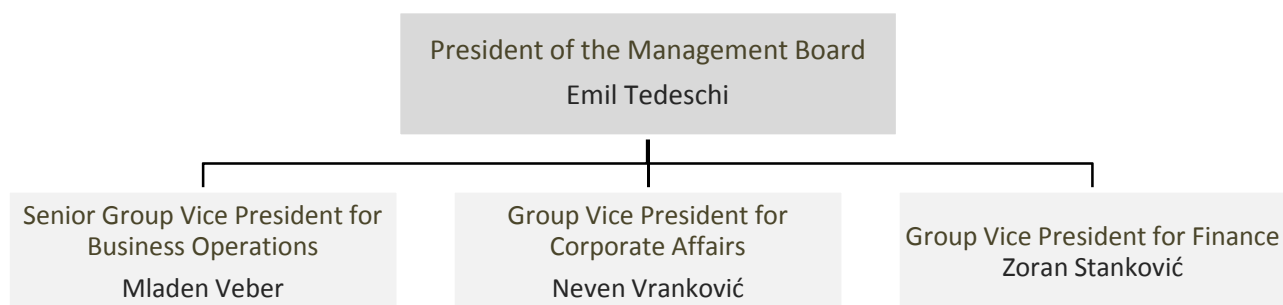 President of the Management Board
Emil Tedeschi
Senior Group Vice President for
Business Operations
Mladen Veber
Group Vice President for
Corporate Affairs
Neven Vranković
Group Vice President for Finance
Zoran Stanković